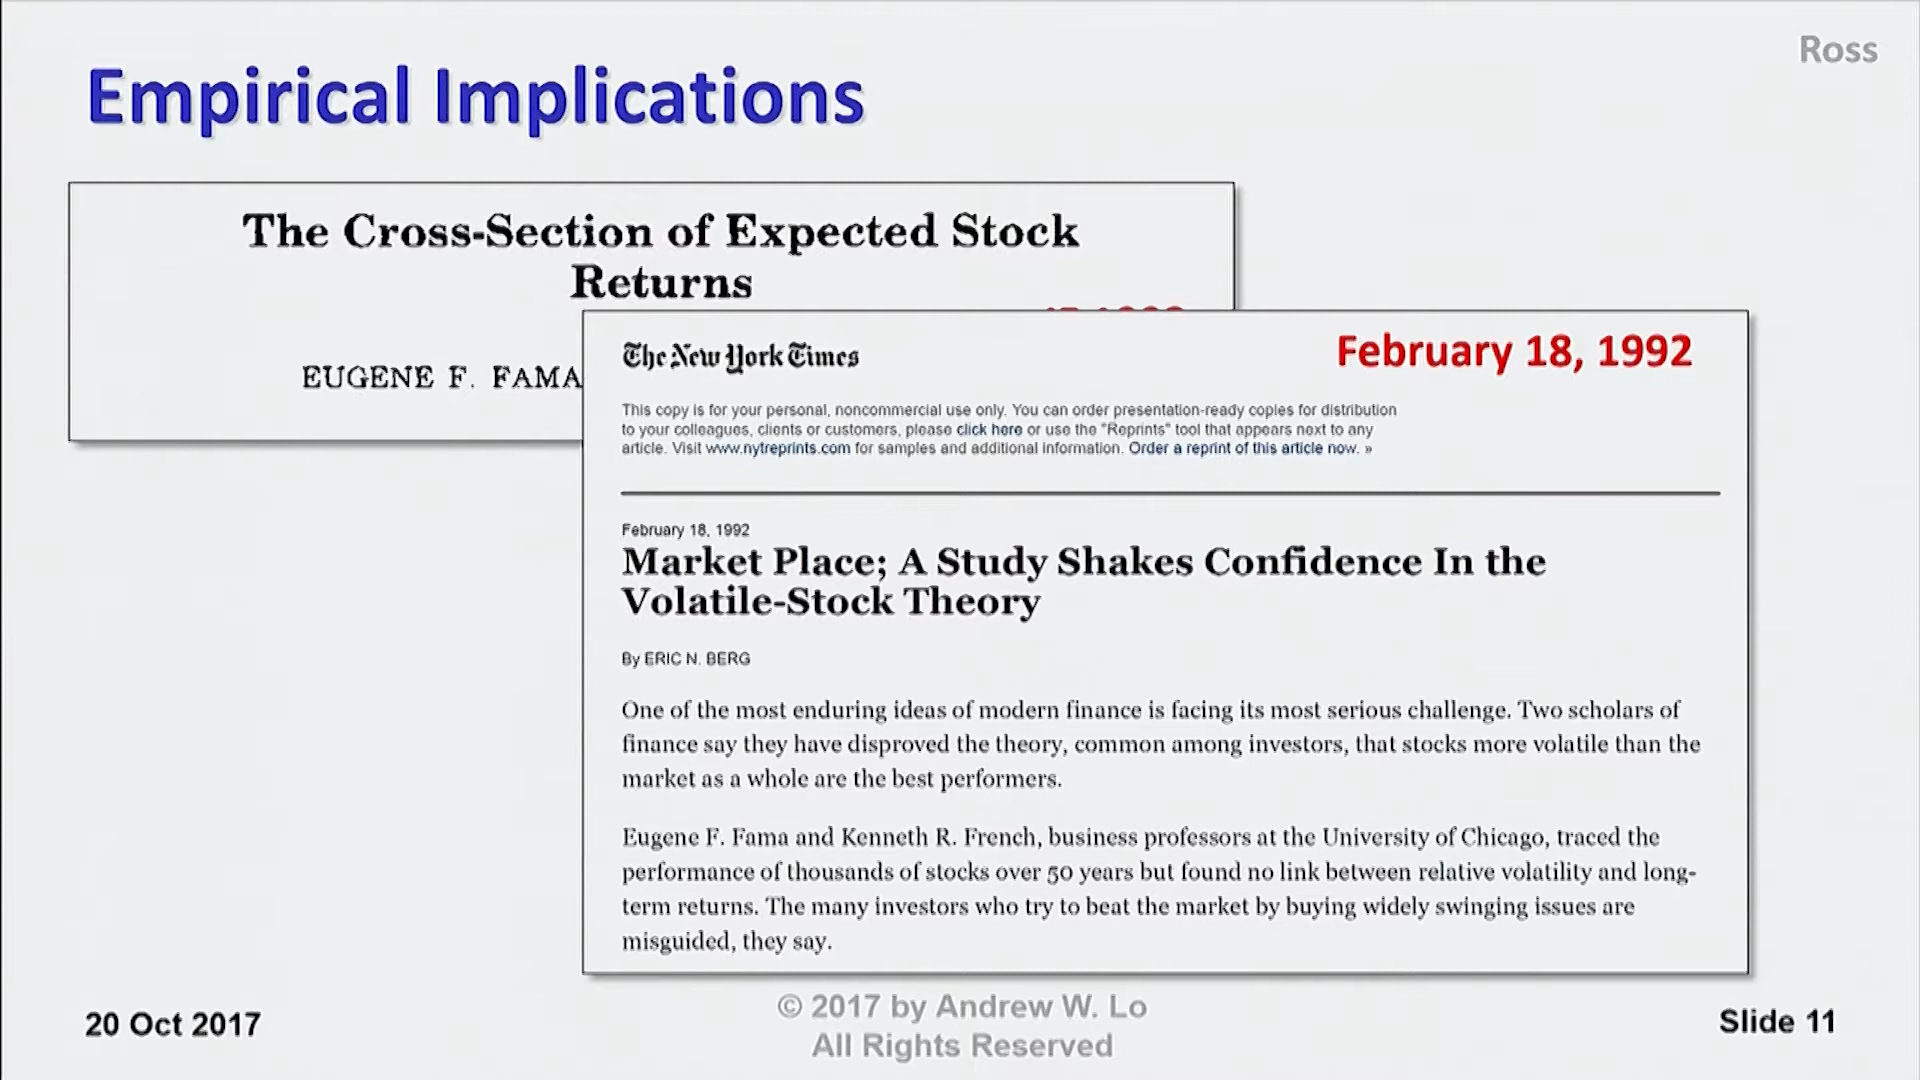 Ross
Empirical Implications
The Cross-Section of Expected Stock
Returns
EUGENE F. FAMA
The New York Times
February 18, 1992
This copy is for your personal, noncommercial use only. You can order presentation-ready copies for distribution
to your colleagues, clients or customers, please click here or use the "Reprints" tool that appears next to any
article. Visit www.nytreprints.com for samples and additional information. Order a reprint of this article now. »
February 18, 1992
Market Place; A Study Shakes Confidence In the
Volatile-Stock Theory
By ERIC N. BERG
One of the most enduring ideas of modern finance is facing its most serious challenge. Two scholars of
finance say they have disproved the theory, common among investors, that stocks more volatile than the
market as a whole are the best performers.
Eugene F. Fama and Kenneth R. French, business professors at the University of Chicago, traced the
performance of thousands of stocks over 50 years but found no link between relative volatility and long-
term returns. The many investors who try to beat the market by buying widely swinging issues are
misguided, they say.
20 Oct 2017
© 2017 by Andrew W. Lo
All Rights Reserved
Slide 11